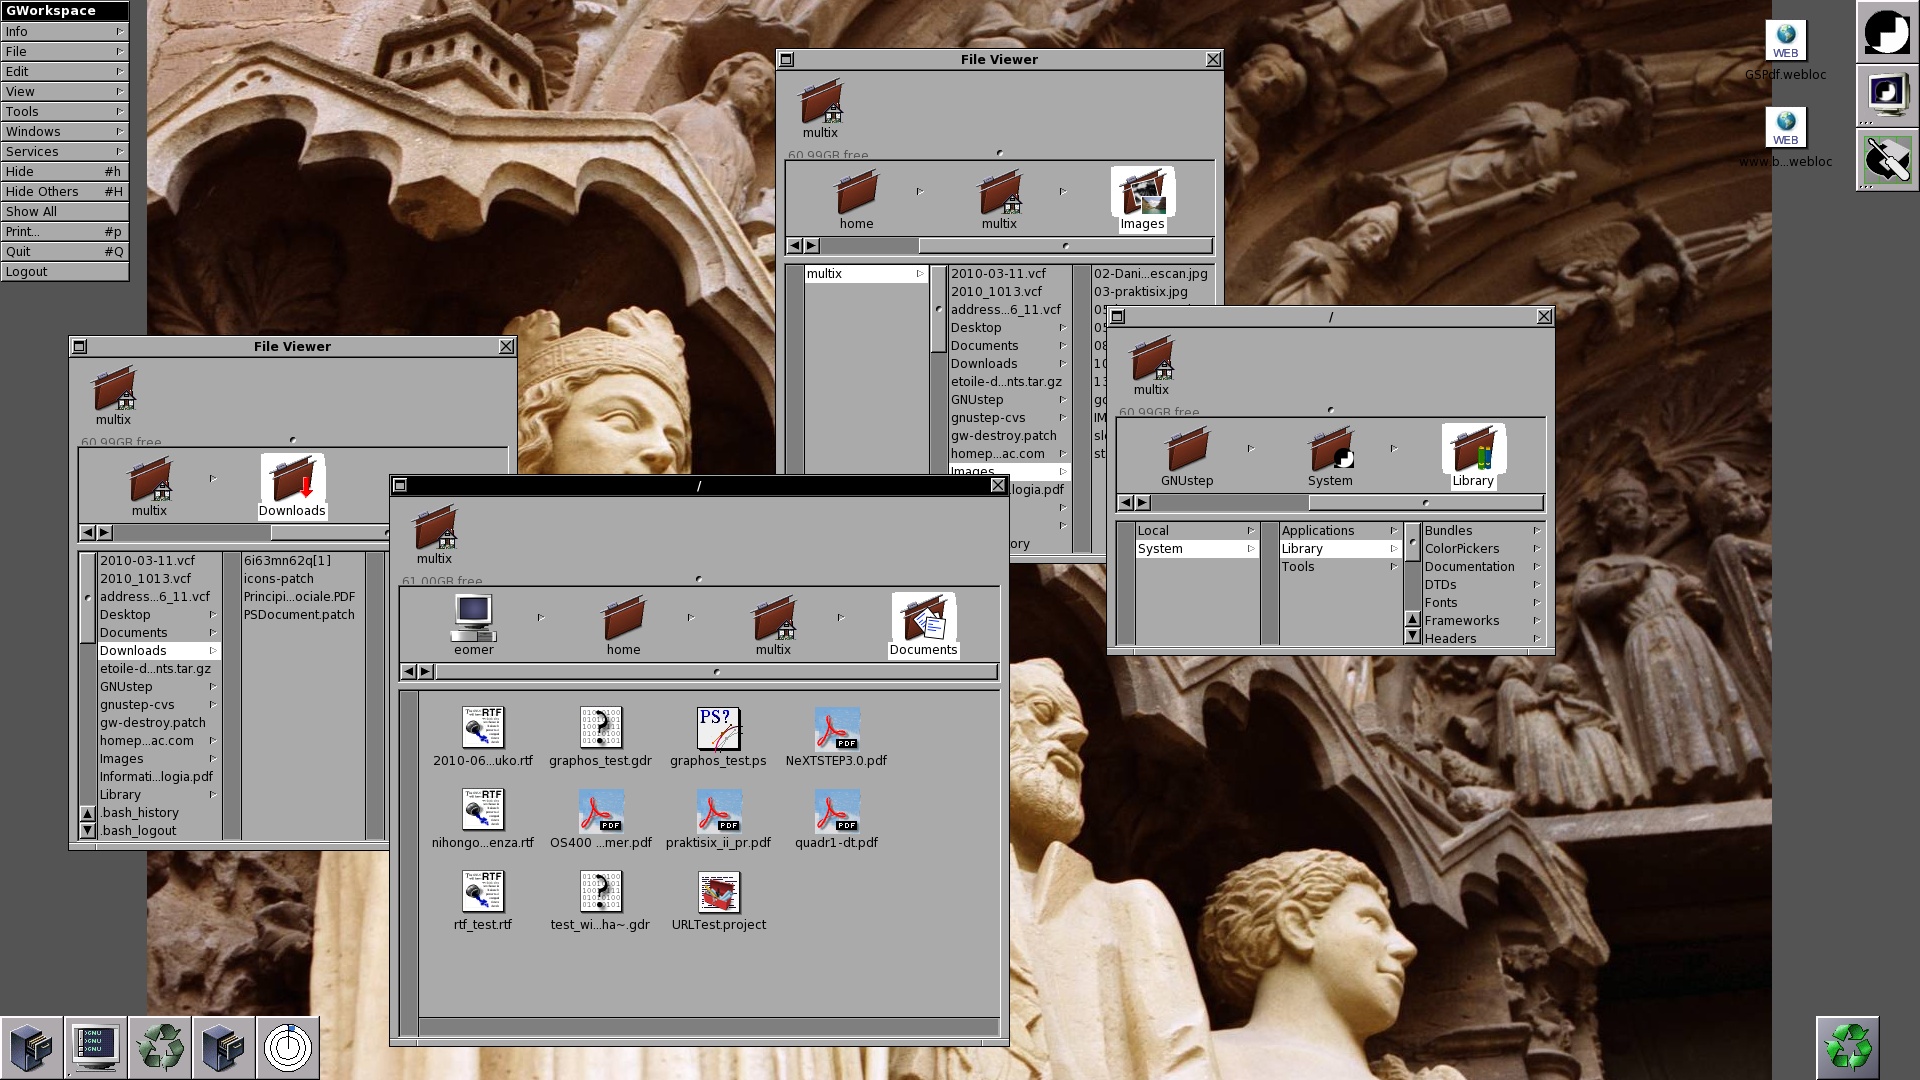 GWorkspace
Info
File
Edit
View
Tools
Windows
Services
Hide #h
Hide Others #H
Show All
Print... #p
Quit #Q
Logout
File Viewer
multix
60.99GB free
home
multix
Images
multix
2010-03-11.vcf
2010_1013.vcf
address...6_11.vcf
Desktop
Documents
Downloads
etoile-d...nts.tar.gz
GNUstep
gnustep-cvs
gw-destroy.patch
homep...ac.com
Images
logia.pdf
ory
02-Dani...escan.jpg
03-praktisix.jpg
WEB
GSPdf.webloc
WEB
www.b...webloc
/
multix
60.99GB free
GNUstep
System
Library
Local
System
Applications
Library
Tools
Bundles
ColorPickers
Documentation
DTDs
Fonts
Frameworks
Headers
File Viewer
multix
60.99GB free
multix
Downloads
2010-03-11.vcf
2010_1013.vcf
address...6_11.vcf
Desktop
Documents
Downloads
etoile-d...nts.tar.gz
GNUstep
gnustep-cvs
gw-destroy.patch
homep...ac.com
Images
Informati...logia.pdf
Library
.bash_history
.bash_logout
6i63mn62q[1]
icons-patch
Principi...ociale.PDF
PSDocument.patch
/
multix
61.00GB free
eomer
home
multix
Documents
2010-06...uko.rtf
graphos_test.gdr
graphos_test.ps
NeXTSTEP3.0.pdf
nihongo...enza.rtf
OS400 ...mer.pdf
praktisix_ii_pr.pdf
quadr1-dt.pdf
rtf_test.rtf
test_wi...ha~.gdr
URLTest.project